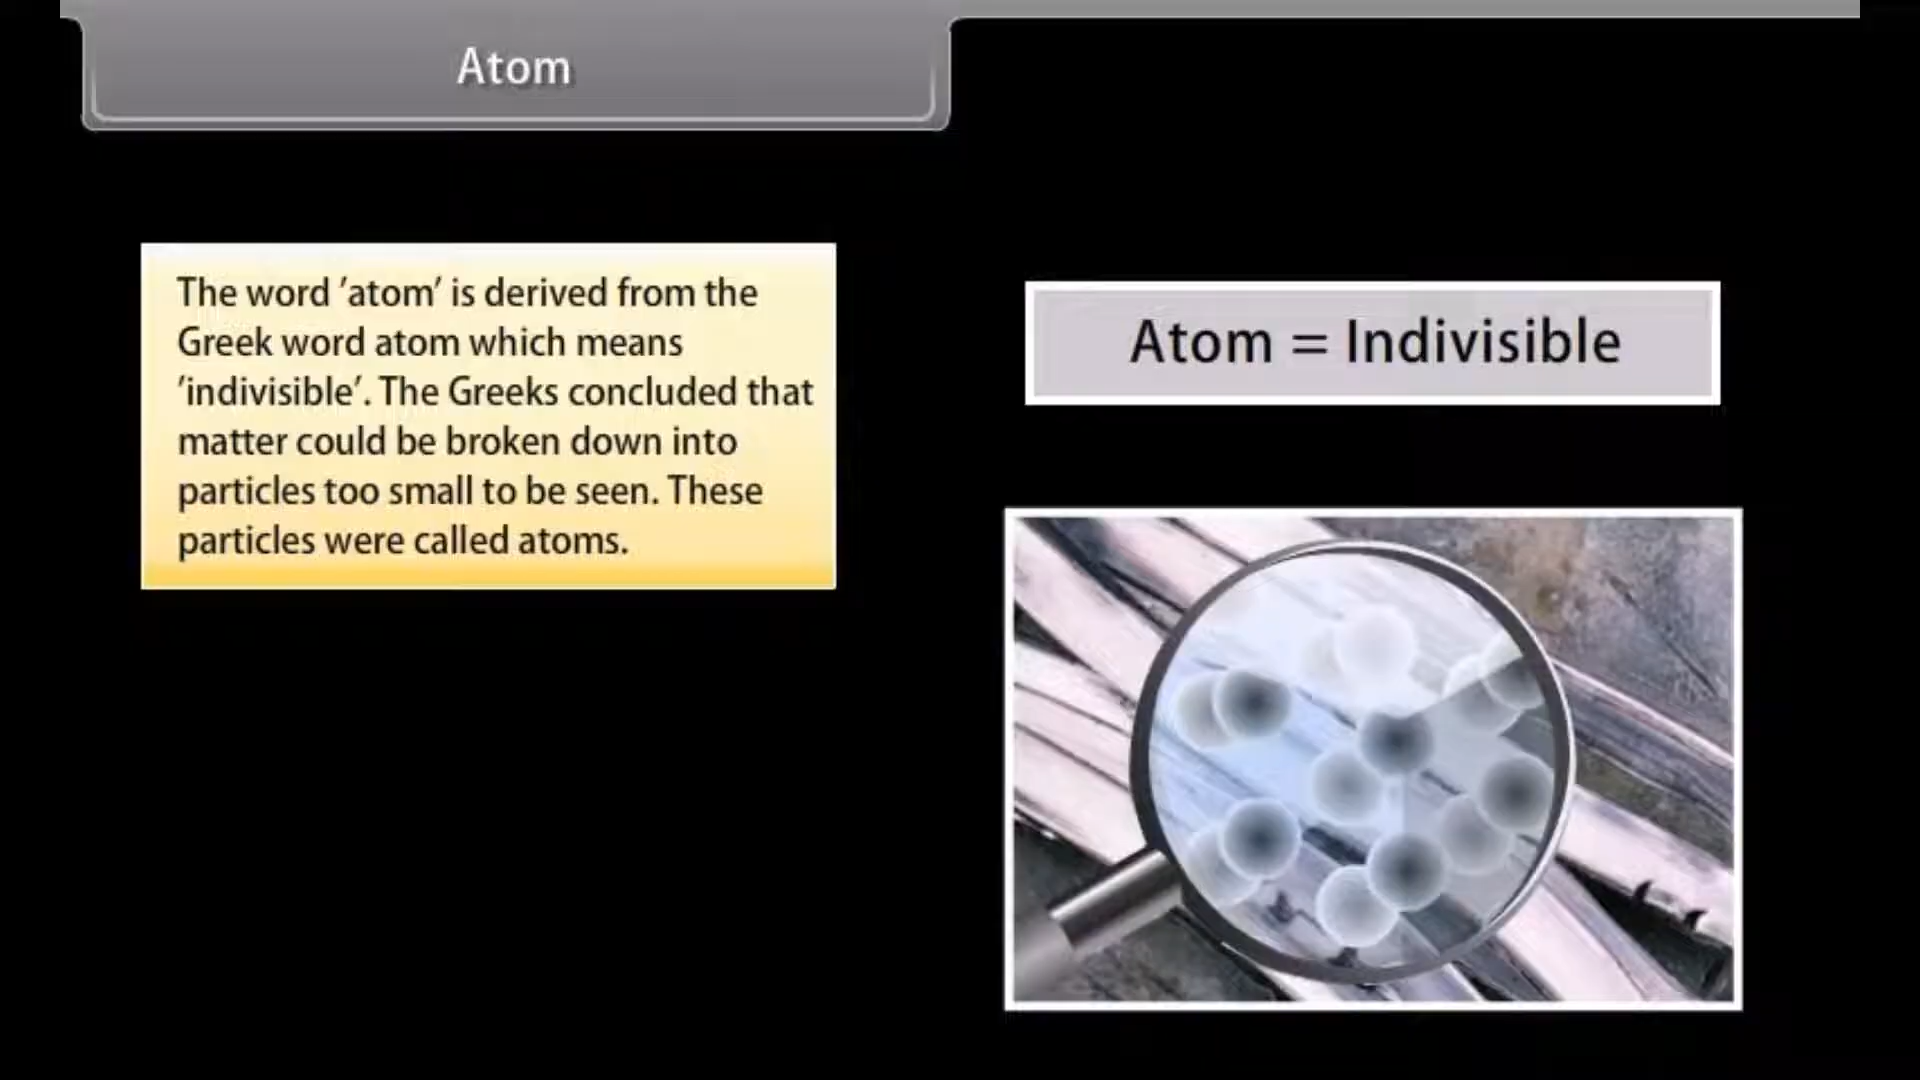 Atom
The word 'atom' is derived from the
Greek word atom which means
'indivisible'. The Greeks concluded that
matter could be broken down into
particles too small to be seen. These
particles were called atoms.
Atom = Indivisible